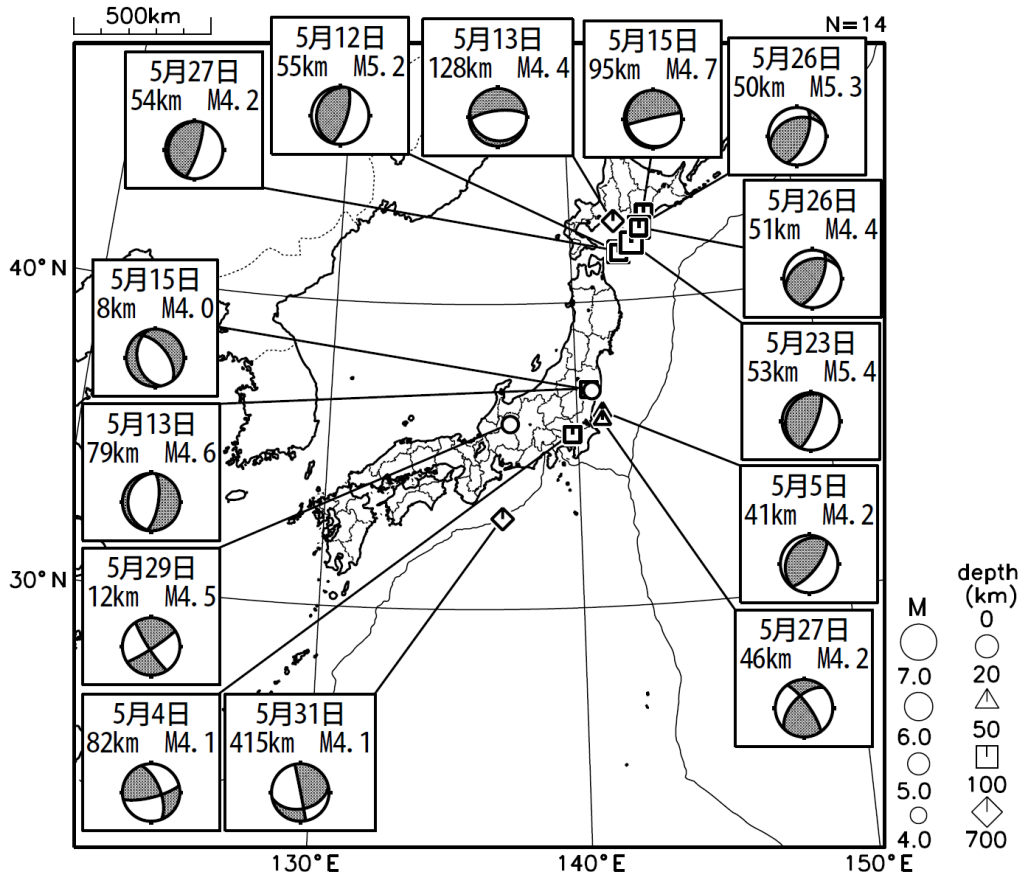 500km
N=14
5月27日
54km M4.2
5月12日
55km M5.2
5月13日
128km M4.4
5月15日
95km M4.7
5月26日
50km M5.3
5月26日
51km M4.4
5月23日
53km M5.4
5月5日
41km M4.2
5月27日
46km M4.2
5月15日
8km M4.0
5月13日
79km M4.6
5月29日
12km M4.5
5月4日
82km M4.1
5月31日
415km M4.1
40°N
30°N
130°E
140°E
150°E
M
7.0
6.0
5.0
4.0
depth
(km)
0
20
50
100
700